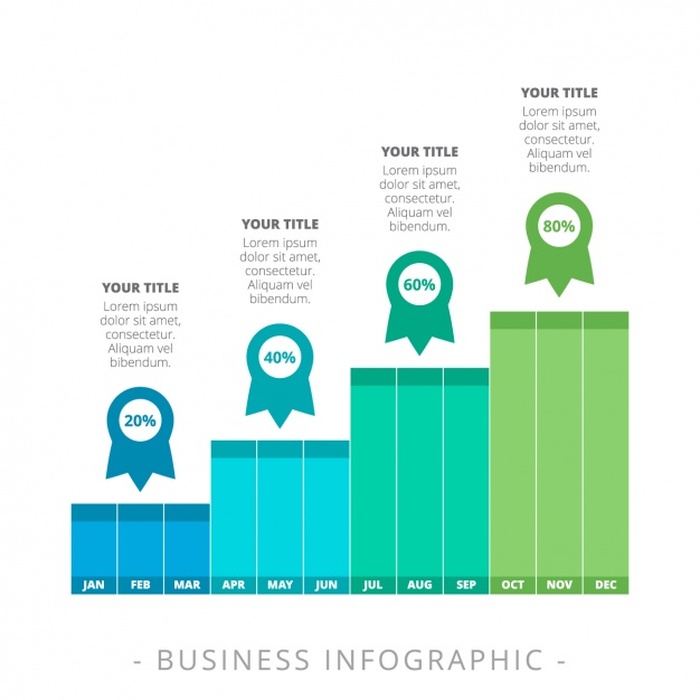 YOUR TITLE
Lorem ipsum
dolor sit amet,
consectetur.
Aliquam vel
bibendum.
80%
YOUR TITLE
Lorem ipsum
dolor sit amet,
consectetur.
Aliquam vel
bibendum.
60%
YOUR TITLE
Lorem ipsum
dolor sit amet,
consectetur.
Aliquam vel
bibendum.
40%
YOUR TITLE
Lorem ipsum
dolor sit amet,
consectetur.
Aliquam vel
bibendum.
20%
JAN FEB MAR APR MAY JUN JUL AUG SEP OCT NOV DEC
- BUSINESS INFOGRAPHIC -